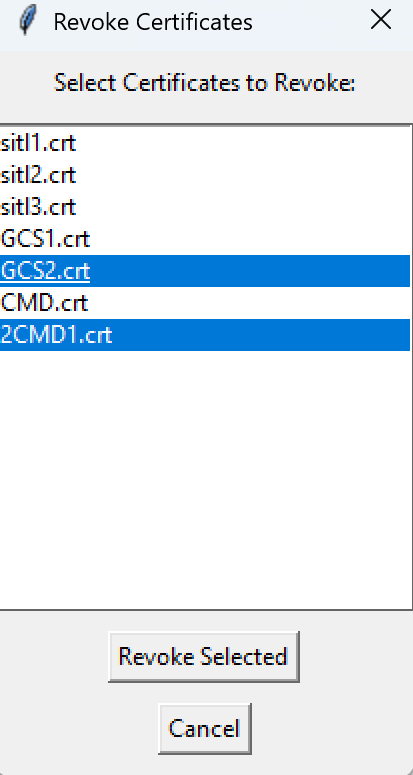 Revoke Certificates
Select Certificates to Revoke:
sitl1.crt
sitl2.crt
sitl3.crt
GCS1.crt
GCS2.crt
CMD.crt
2CMD1.crt
Revoke Selected
Cancel